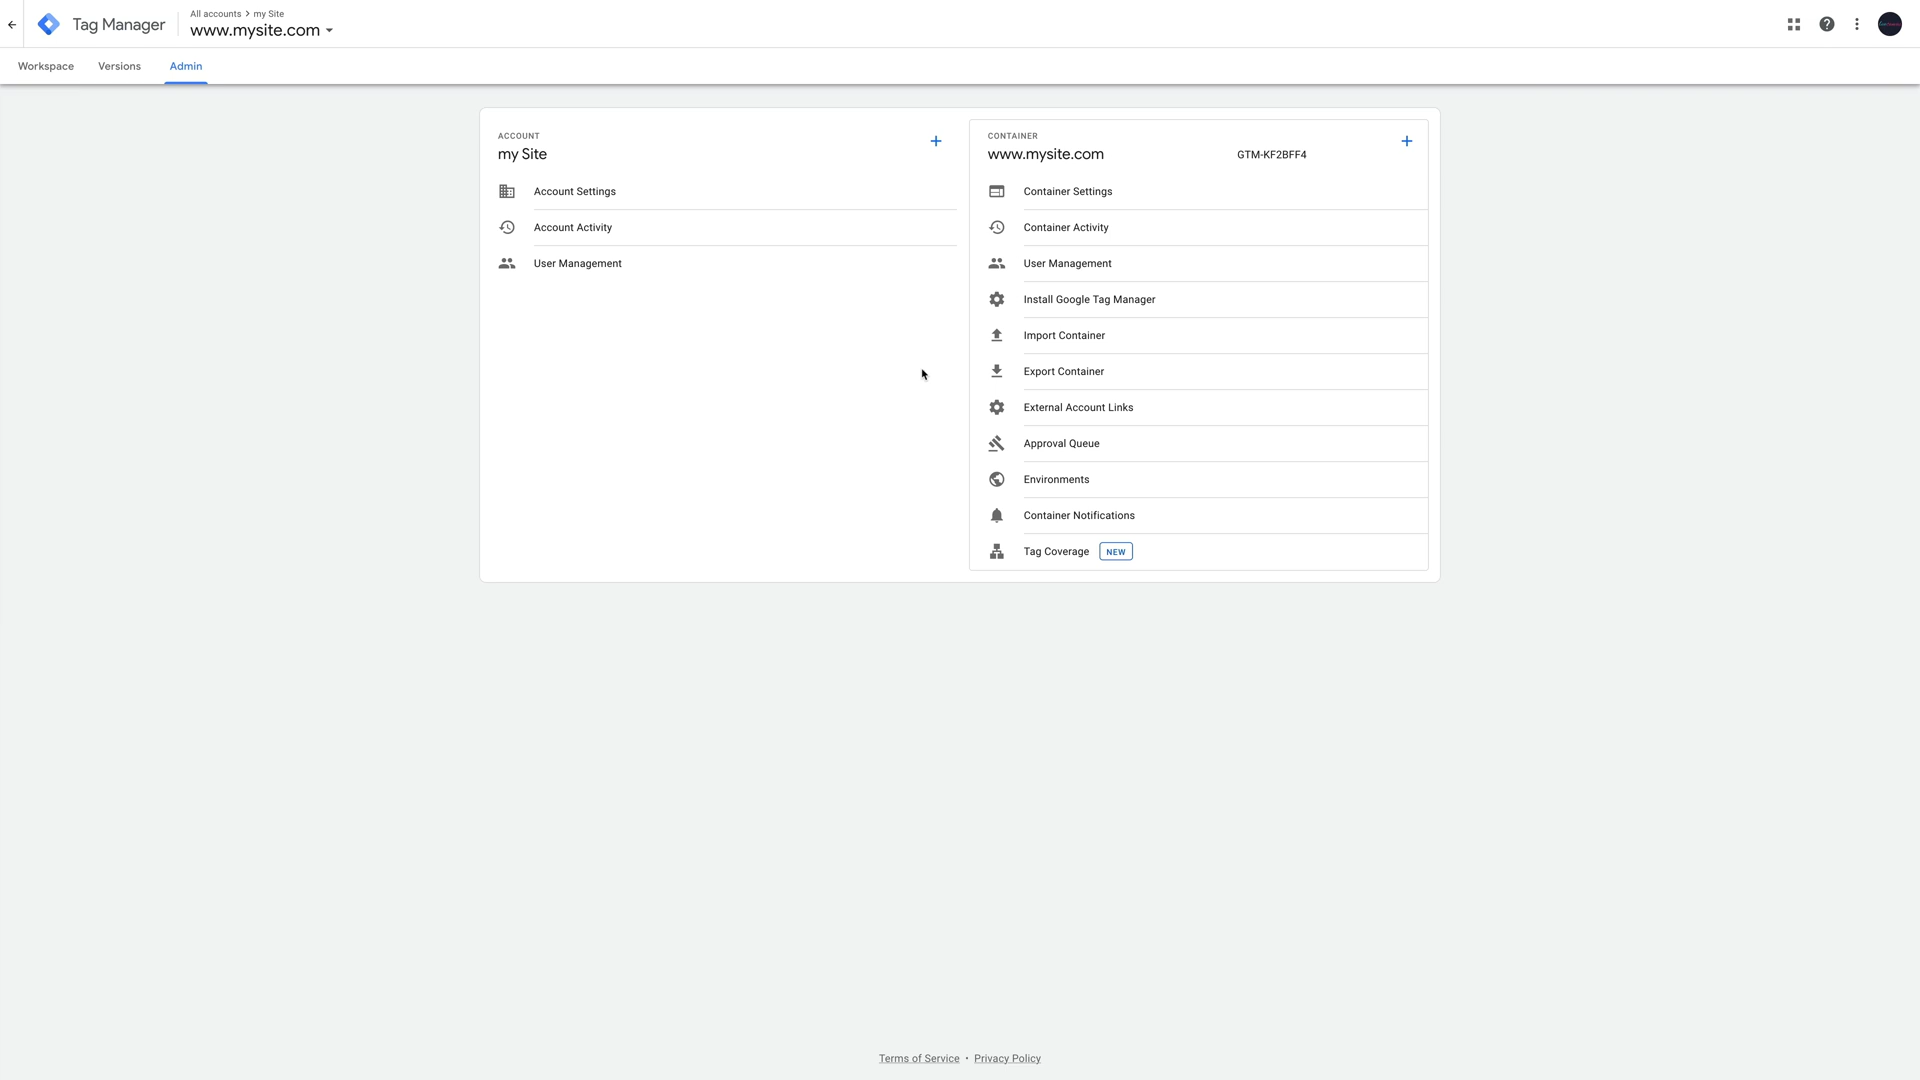 All accounts > my Site
Tag Manager
www.mysite.com
Workspace
Versions
Admin
ACCOUNT
my Site
Account Settings
Account Activity
User Management
CONTAINER
www.mysite.com
GTM-KF2BFF4
Container Settings
Container Activity
User Management
Install Google Tag Manager
Import Container
Export Container
External Account Links
Approval Queue
Environments
Container Notifications
Tag Coverage NEW
Terms of Service • Privacy Policy